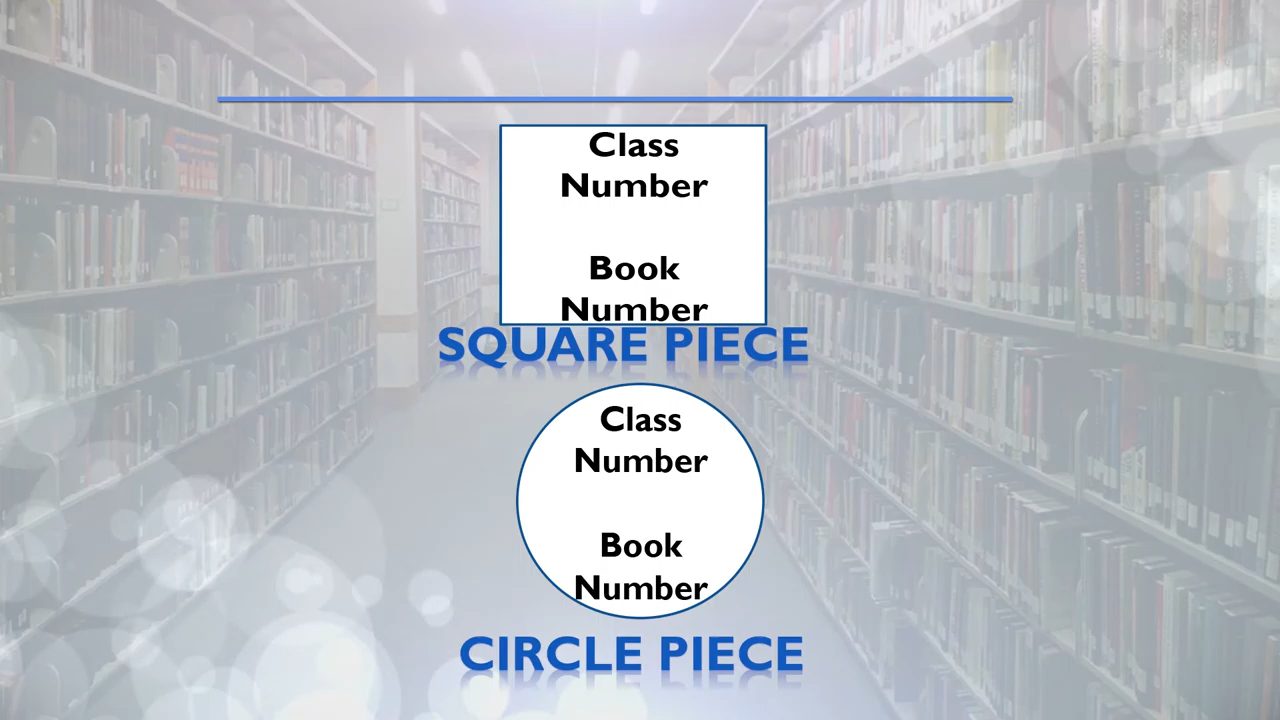 Class
Number
Book
Number
SQUARE PIECE
Class
Number
Book
Number
CIRCLE PIECE